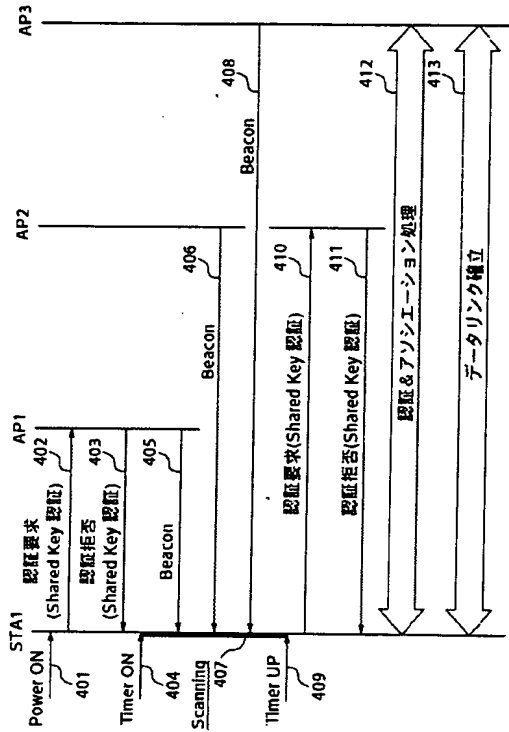 STA1
AP1
AP2
AP3
Power ON
401
認証要求
(Shared Key 認証)
402
認証拒否
(Shared Key 認証)
403
Timer ON
404
Beacon
405
Scanning
407
Beacon
406
Beacon
408
Timer UP
409
認証要求(Shared Key 認証)
410
認証拒否(Shared Key 認証)
411
認証&アソシエーション処理
412
データリンク確立
413